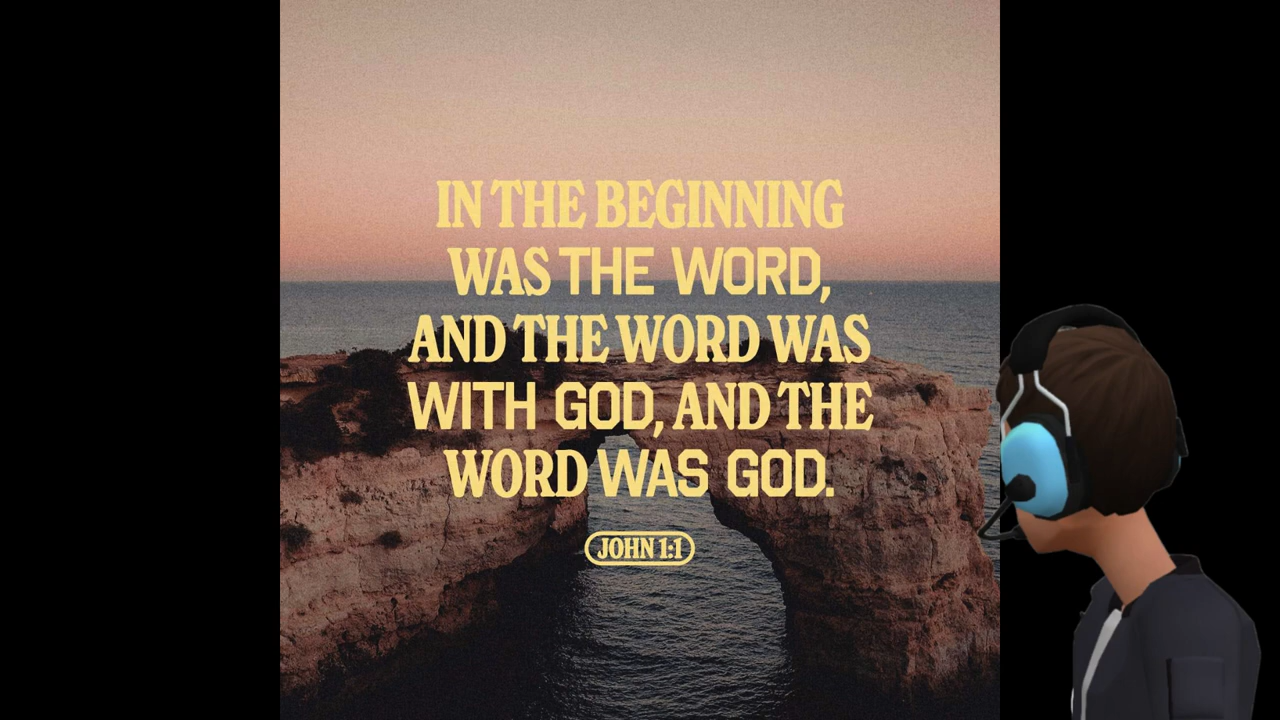 IN THE BEGINNING
WAS THE WORD,
AND THE WORD WAS
WITH GOD, AND THE
WORD WAS GOD.
JOHN 1:1